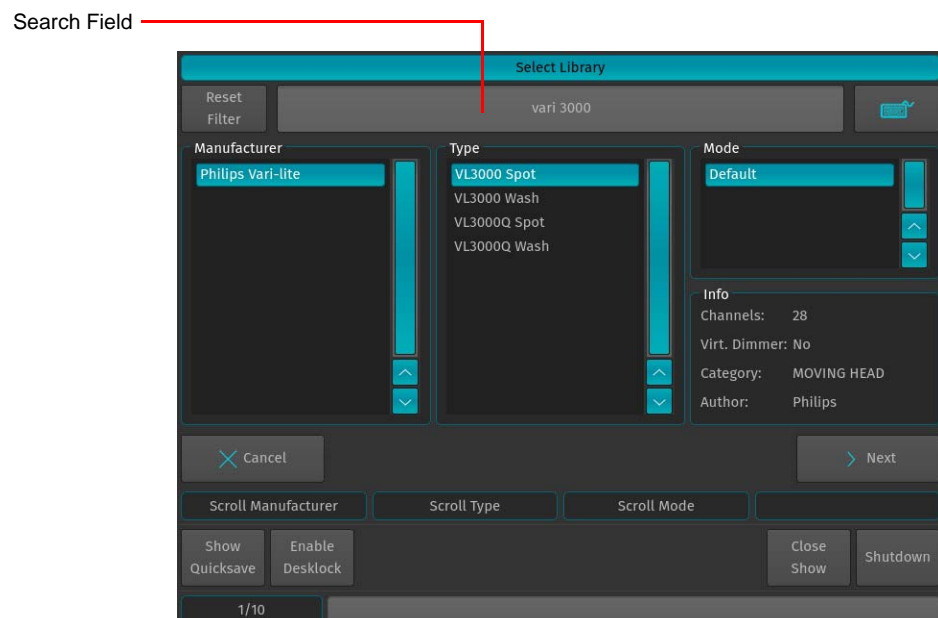 Search Field
Select Library
Reset
Filter
vari 3000
Manufacturer
Philips Vari-lite
Type
VL3000 Spot
VL3000 Wash
VL3000Q Spot
VL3000Q Wash
Mode
Default
Info
Channels: 28
Virt. Dimmer: No
Category: MOVING HEAD
Author: Philips
Cancel
Next
Scroll Manufacturer
Scroll Type
Scroll Mode
Show
Quicksave
Enable
Desklock
Close
Show
Shutdown
1/10